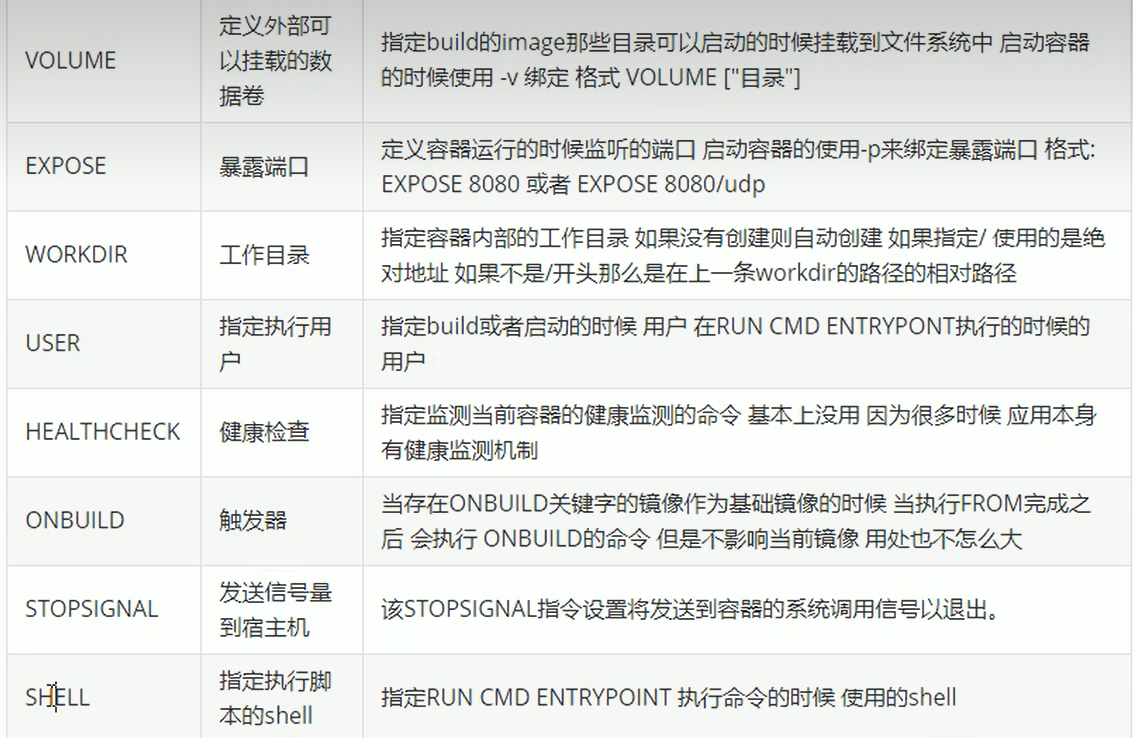 VOLUME
定义外部可
以挂载的数
据卷
指定build的image那些目录可以启动的时候挂载到文件系统中 启动容器
的时候使用 -v 绑定 格式 VOLUME ["目录"]
EXPOSE
暴露端口
定义容器运行的时候监听的端口 启动容器的使用-p来绑定暴露端口 格式:
EXPOSE 8080 或者 EXPOSE 8080/udp
WORKDIR
工作目录
指定容器内部的工作目录 如果没有创建则自动创建 如果指定/ 使用的是绝
对地址 如果不是/开头那么是在上一条workdir的路径的相对路径
USER
指定执行用
户
指定build或者启动的时候 用户 在RUN CMD ENTRYPONT执行的时候的
用户
HEALTHCHECK
健康检查
指定监测当前容器的健康监测的命令 基本上没用 因为很多时候 应用本身
有健康监测机制
ONBUILD
触发器
当存在ONBUILD关键字的镜像作为基础镜像的时候 当执行FROM完成之
后 会执行 ONBUILD的命令 但是不影响当前镜像 用处也不怎么大
STOPSIGNAL
发送信号量
到宿主机
该STOPSIGNAL指令设置将发送到容器的系统调用信号以退出。
SHELL
指定执行脚
本的shell
指定RUN CMD ENTRYPOINT 执行命令的时候 使用的shell